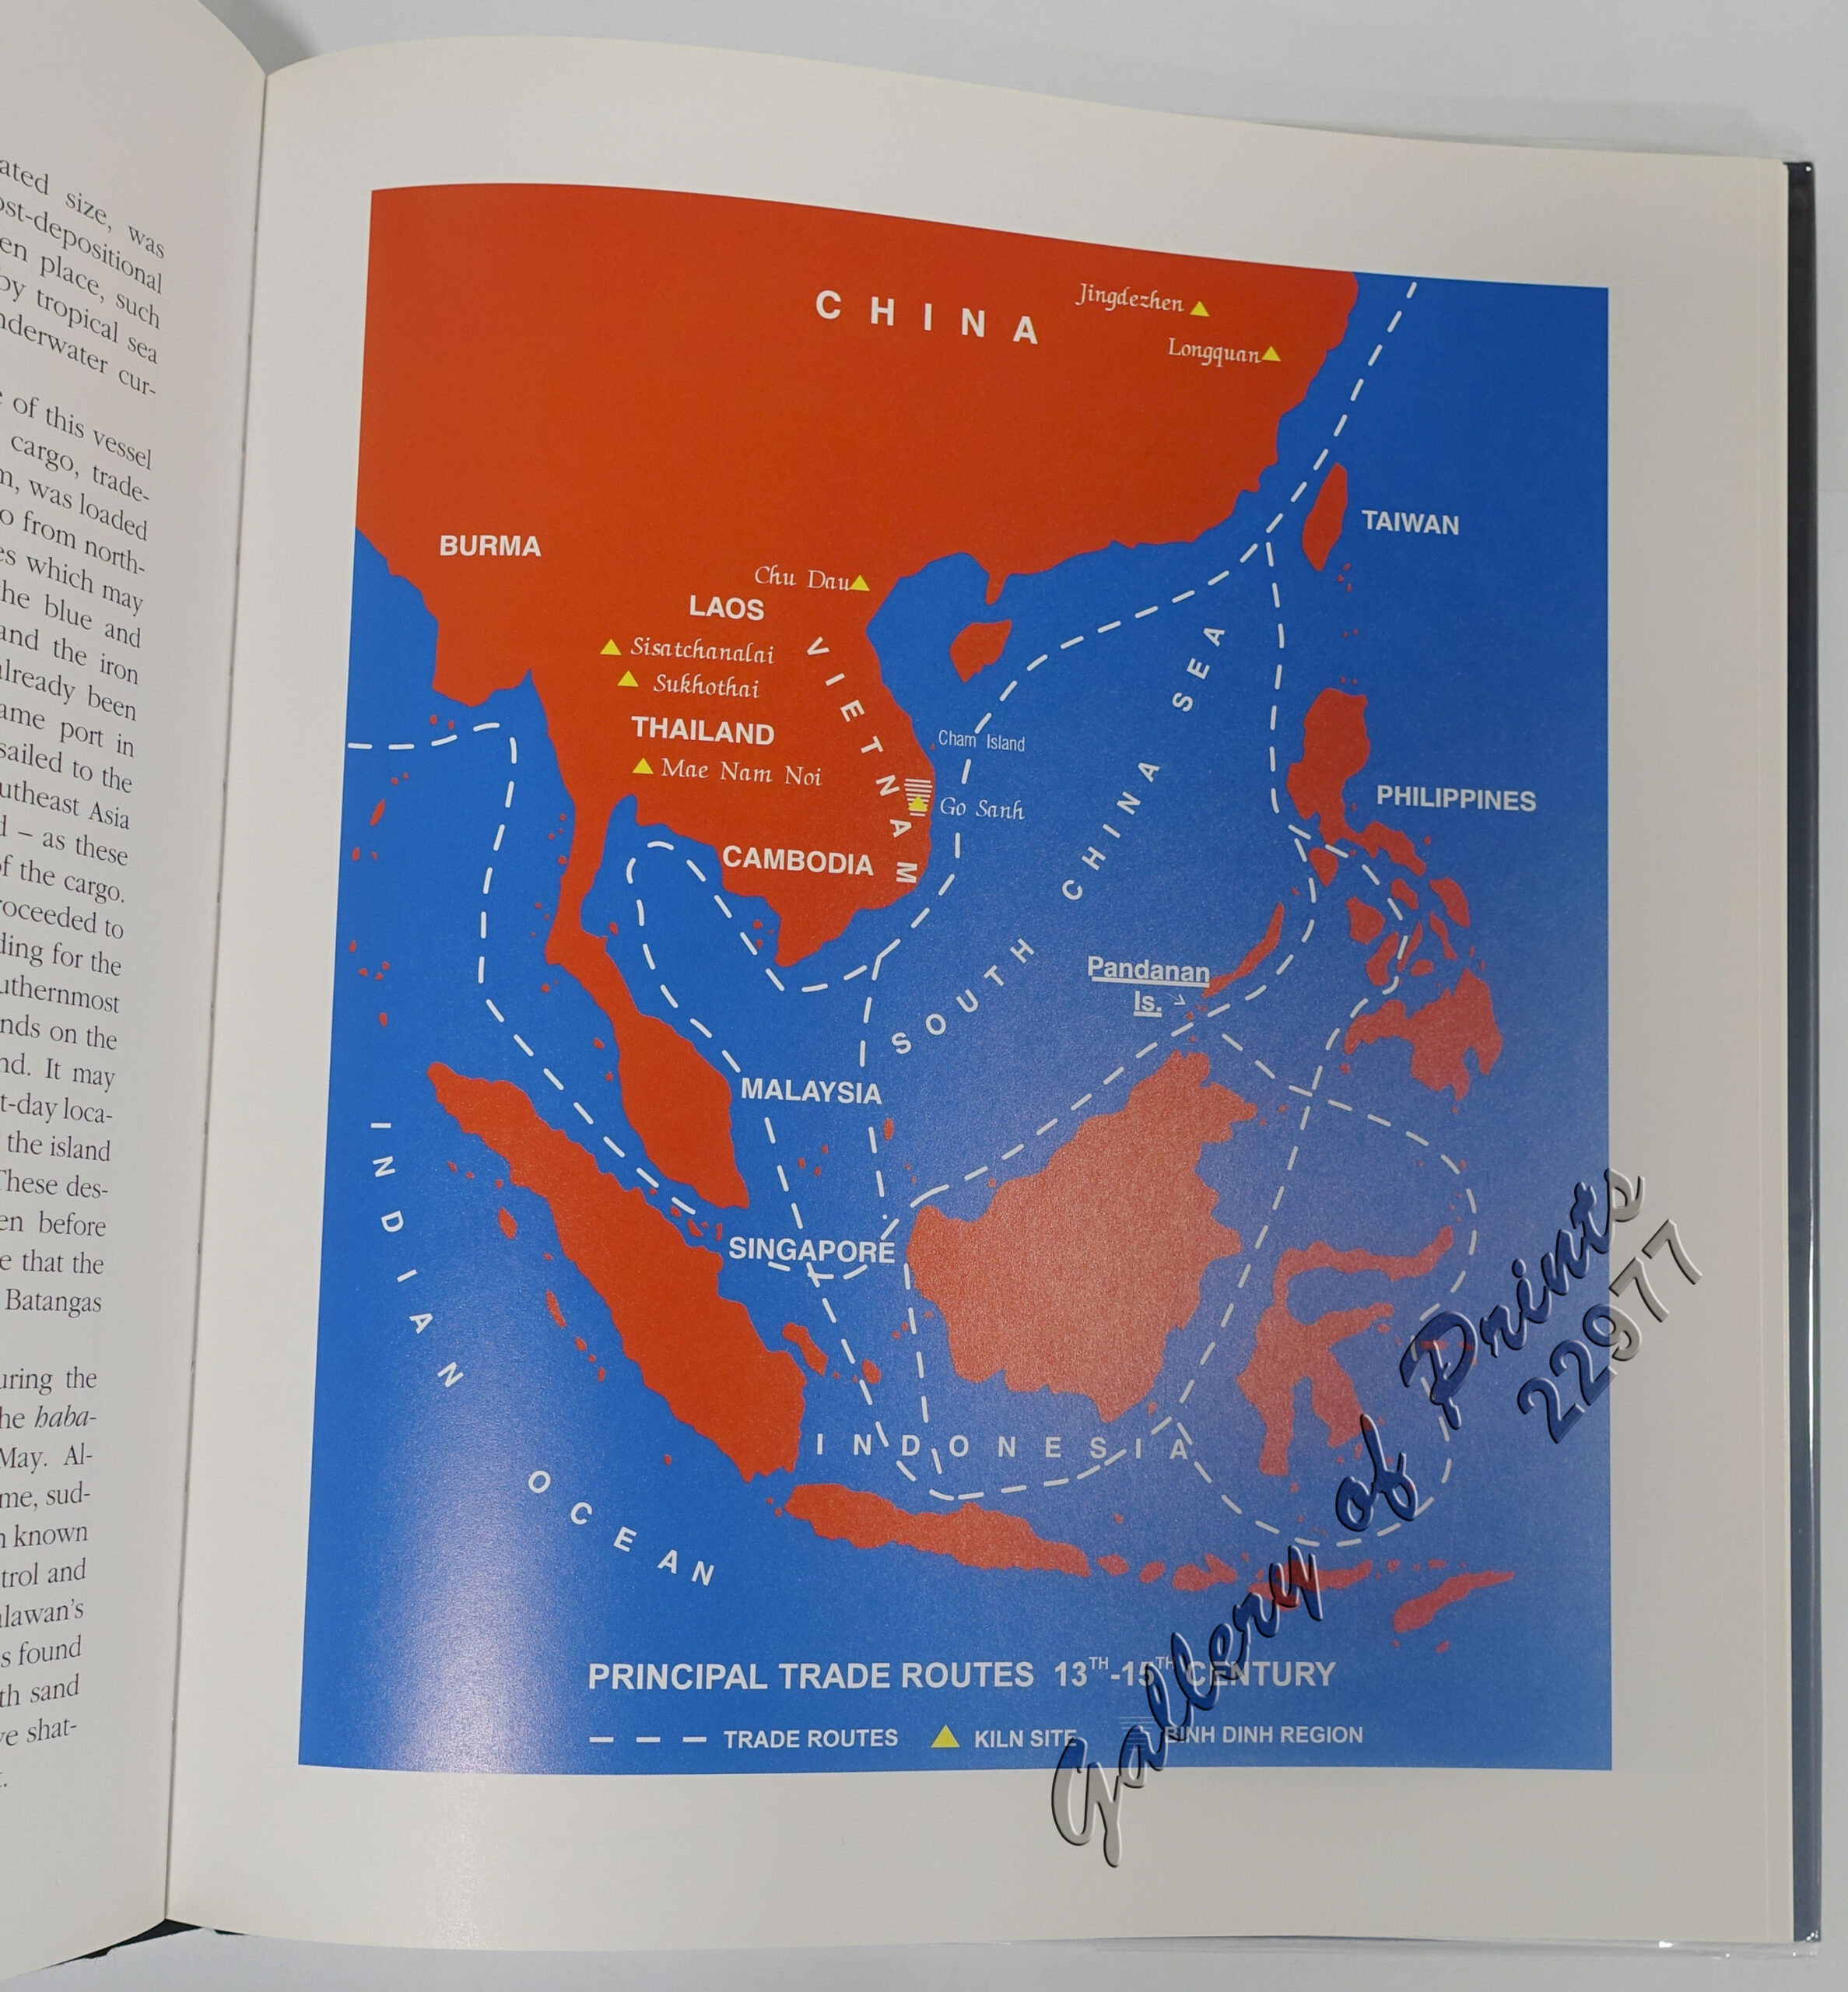 ated size, was
ost-depositional
en place, such
by tropical sea
nderwater cur-
of this vessel
cargo, trade-
was loaded
o from north-
es which may
the blue and
and the iron
already been
ame port in
sailed to the
utheast Asia
– as these
of the cargo.
roceeded to
ding for the
uthernmost
nds on the
nd. It may
t-day loca-
the island
These des-
en before
e that the
Batangas
uring the
he baba-
May. Al-
me, sud-
n known
trol and
alawan's
s found
th sand
ve shat-
CHINA
Jingdezhen
Longquan
TAIWAN
BURMA
Chu Dau
LAOS
Sisatchanalai
Sukhothai
VIETNAM
THAILAND
Mae Nam Noi
Cham Island
Go Sanh
CAMBODIA
SOUTH CHINA SEA
PHILIPPINES
Pandanan
Is.
MALAYSIA
SINGAPORE
INDONESIA
INDIAN OCEAN
PRINCIPAL TRADE ROUTES 13TH-15TH CENTURY
TRADE ROUTES KILN SITE BINH DINH REGION
Gallery of Prints
22977